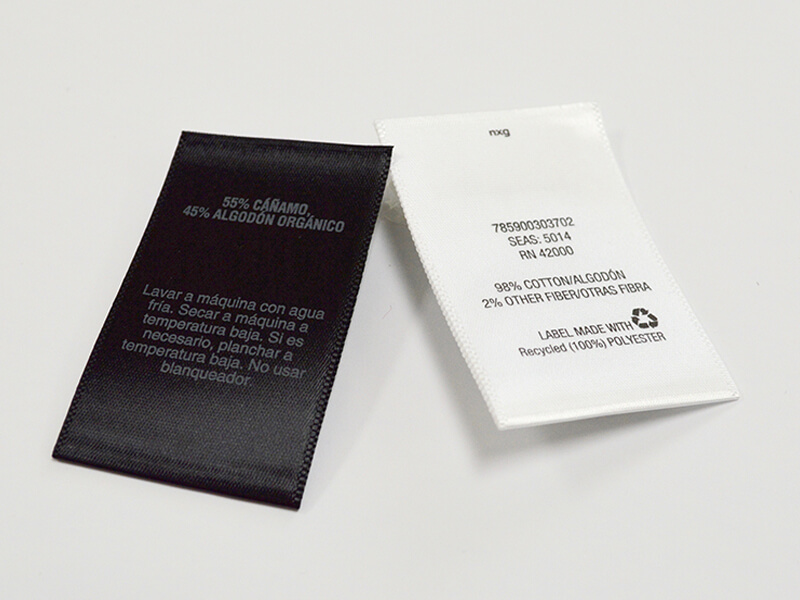 55% CÁÑAMO,
45% ALGODÓN ORGÁNICO
Lavar a máquina con agua
fría. Secar a máquina a
temperatura baja. Si es
necesario, planchar a
temperatura baja. No usar
blanqueador.
nxg
785900303702
SEAS: 5014
RN 42000
98% COTTON/ALGODÓN
2% OTHER FIBER/OTRAS FIBRA
LABEL MADE WITH
Recycled (100%) POLYESTER